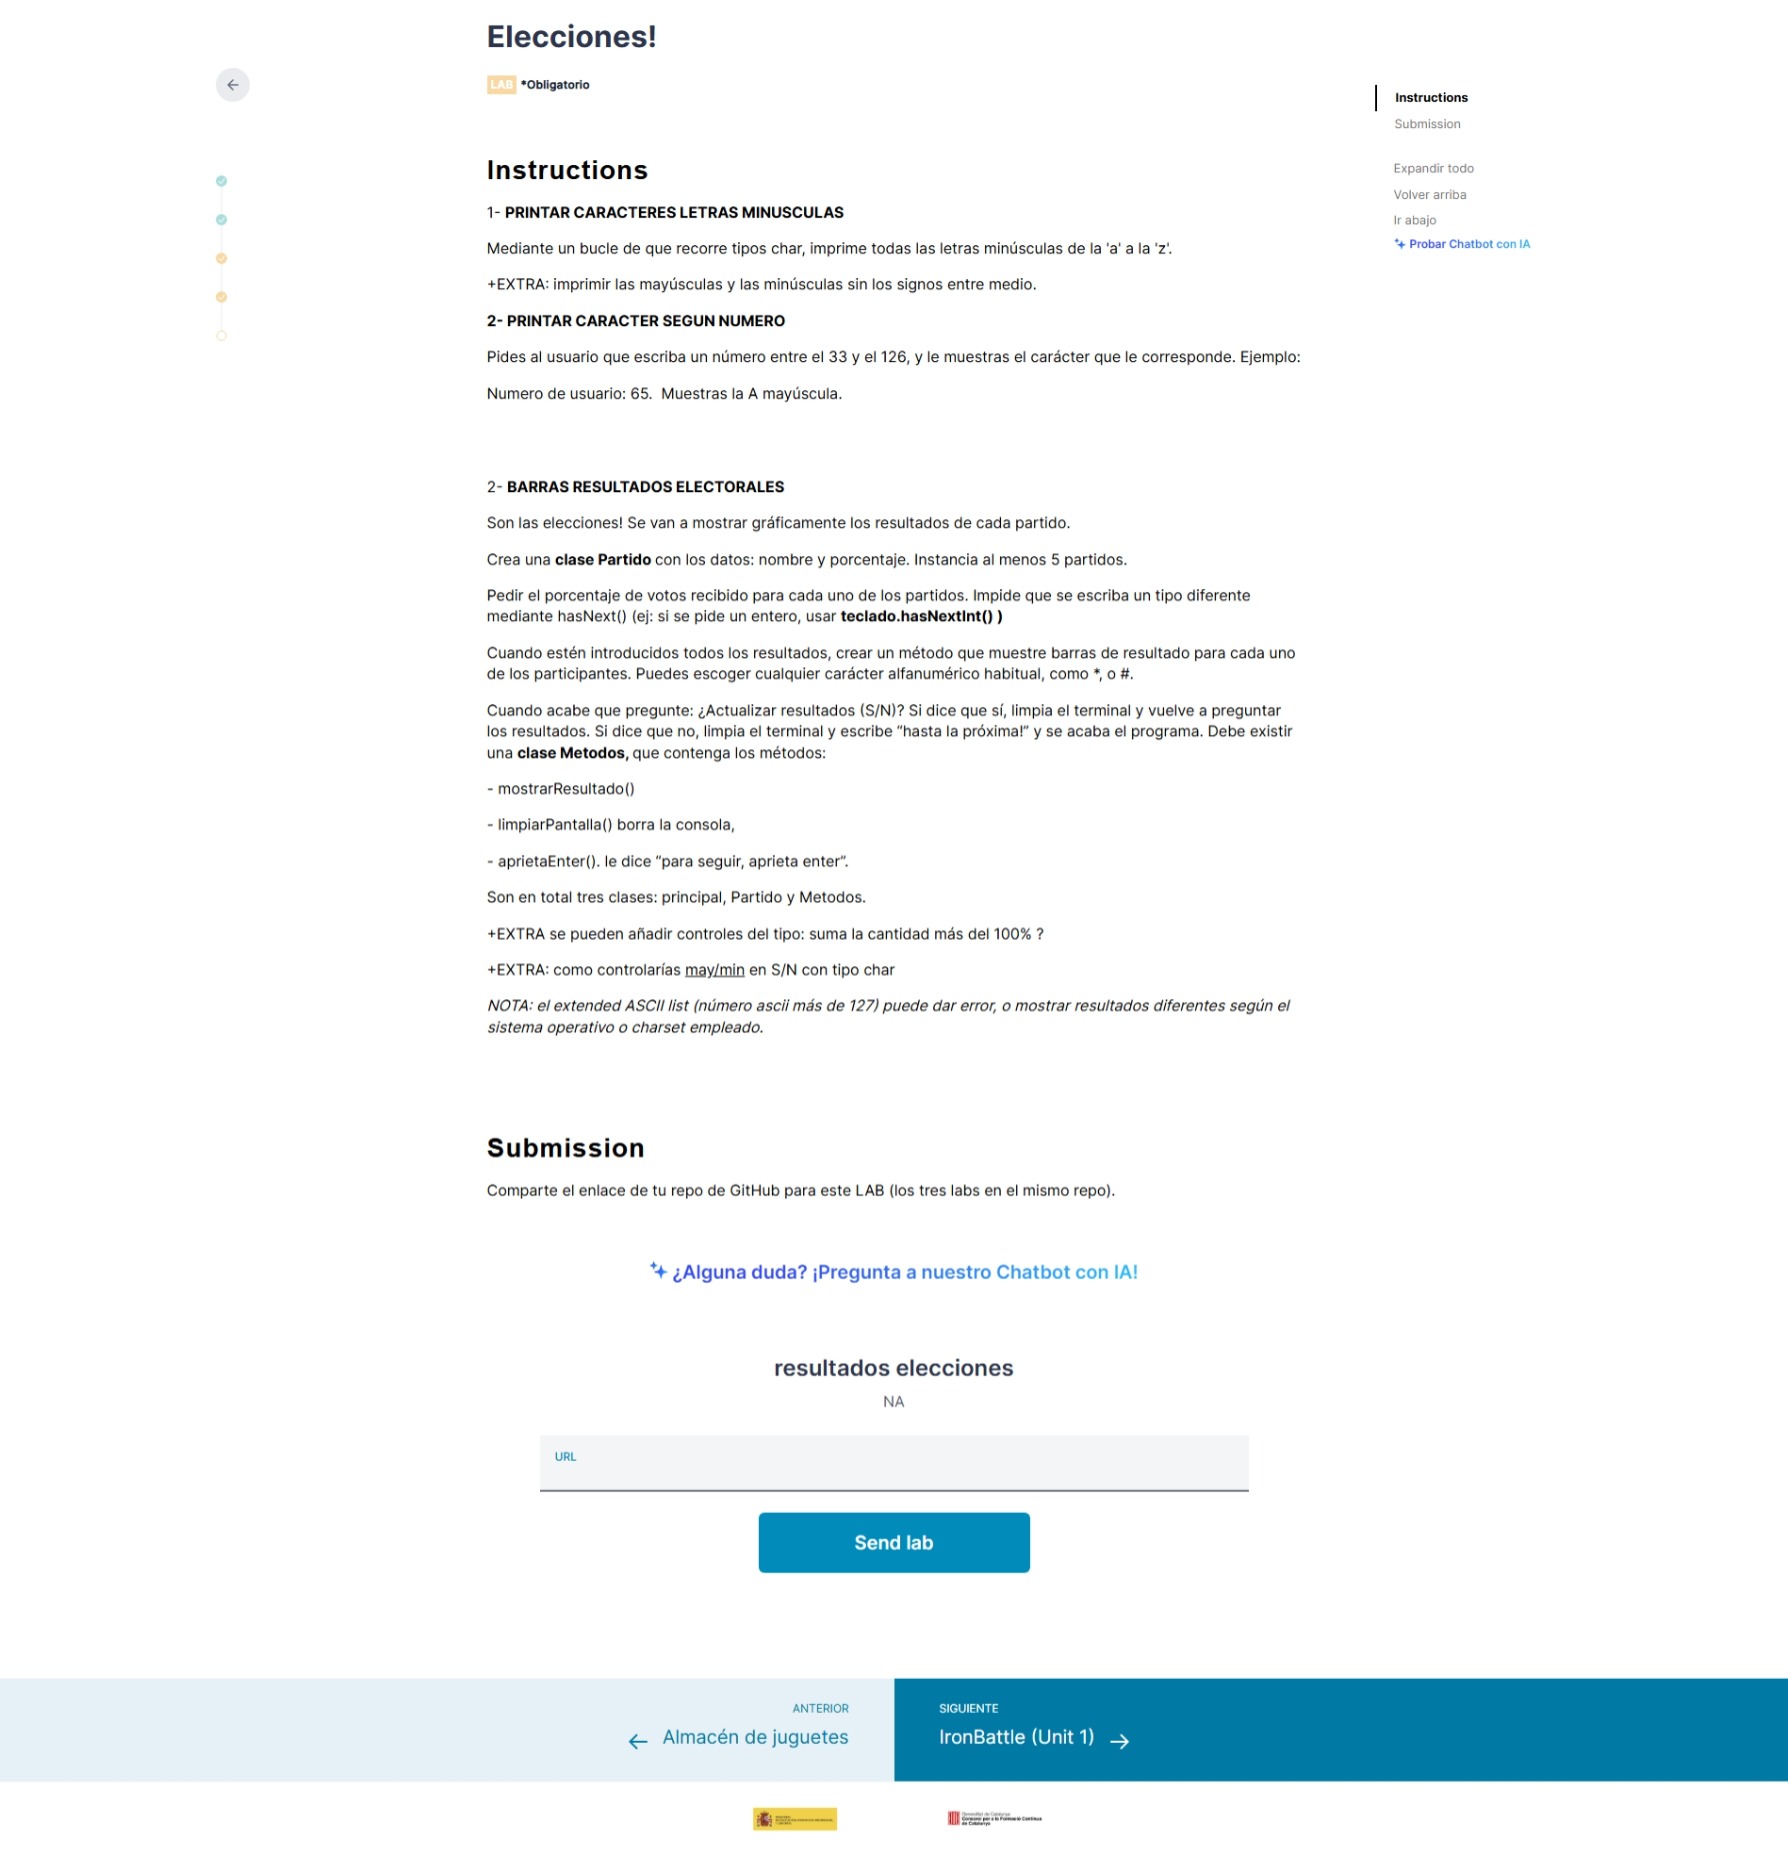 Elecciones!
LAB *Obligatorio
Instructions
Submission
Expandir todo
Volver arriba
Ir abajo
Probar Chatbot con IA
Instructions
1- PRINTAR CARACTERES LETRAS MINUSCULAS
Mediante un bucle de que recorre tipos char, imprime todas las letras minúsculas de la 'a' a la 'z'.
+EXTRA: imprimir las mayúsculas y las minúsculas sin los signos entre medio.
2- PRINTAR CARACTER SEGUN NUMERO
Pides al usuario que escriba un número entre el 33 y el 126, y le muestras el carácter que le corresponde. Ejemplo:
Numero de usuario: 65.  Muestras la A mayúscula.
2- BARRAS RESULTADOS ELECTORALES
Son las elecciones! Se van a mostrar gráficamente los resultados de cada partido.
Crea una clase Partido con los datos: nombre y porcentaje. Instancia al menos 5 partidos.
Pedir el porcentaje de votos recibido para cada uno de los partidos. Impide que se escriba un tipo diferente
mediante hasNext() (ej: si se pide un entero, usar teclado.hasNextInt() )
Cuando estén introducidos todos los resultados, crear un método que muestre barras de resultado para cada uno
de los participantes. Puedes escoger cualquier carácter alfanumérico habitual, como *, o #.
Cuando acabe que pregunte: ¿Actualizar resultados (S/N)? Si dice que sí, limpia el terminal y vuelve a preguntar
los resultados. Si dice que no, limpia el terminal y escribe “hasta la próxima!” y se acaba el programa. Debe existir
una clase Metodos, que contenga los métodos:
- mostrarResultado()
- limpiarPantalla() borra la consola,
- aprietaEnter(). le dice “para seguir, aprieta enter”.
Son en total tres clases: principal, Partido y Metodos.
+EXTRA se pueden añadir controles del tipo: suma la cantidad más del 100% ?
+EXTRA: como controlarías may/min en S/N con tipo char
NOTA: el extended ASCII list (número ascii más de 127) puede dar error, o mostrar resultados diferentes según el
sistema operativo o charset empleado.
Submission
Comparte el enlace de tu repo de GitHub para este LAB (los tres labs en el mismo repo).
¿Alguna duda? ¡Pregunta a nuestro Chatbot con IA!
resultados elecciones
NA
URL
Send lab
ANTERIOR
Almacén de juguetes
SIGUIENTE
IronBattle (Unit 1)
Generalitat de Catalunya
Consorci per a la Formació Contínua
de Catalunya